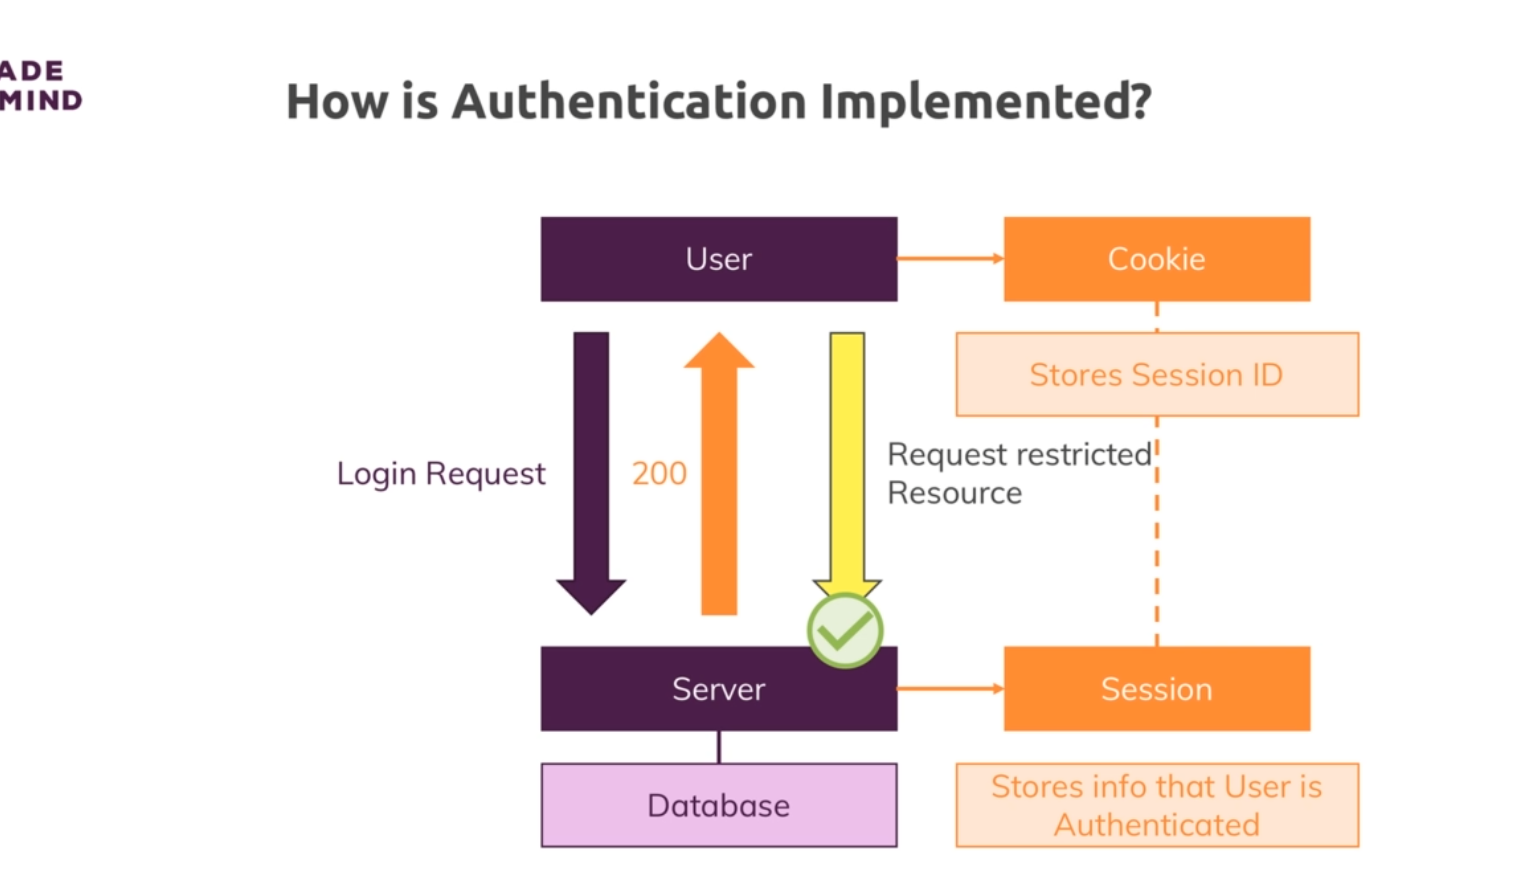 ADE
MIND
How is Authentication Implemented?
User
Cookie
Stores Session ID
Login Request
200
Request restricted
Resource
Server
Session
Database
Stores info that User is
Authenticated